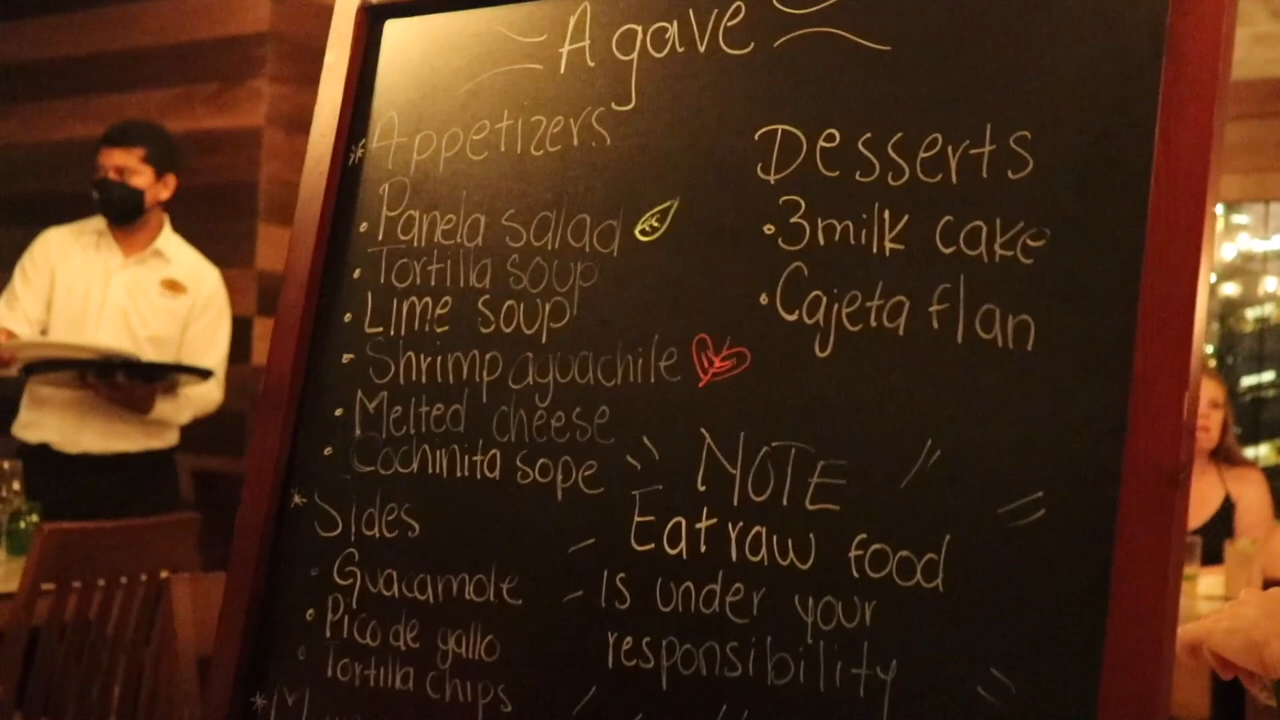 Agave
* Appetizers
· Panela salad
· Tortilla soup
· Lime soup
- Shrimp aguachile
· Melted cheese
· Cochinita sope
* Sides
· Guacamole
· Pico de gallo
· Tortilla chips
Desserts
· 3milk cake
· Cajeta flan
NOTE
Eat raw food
Is under your
responsibility